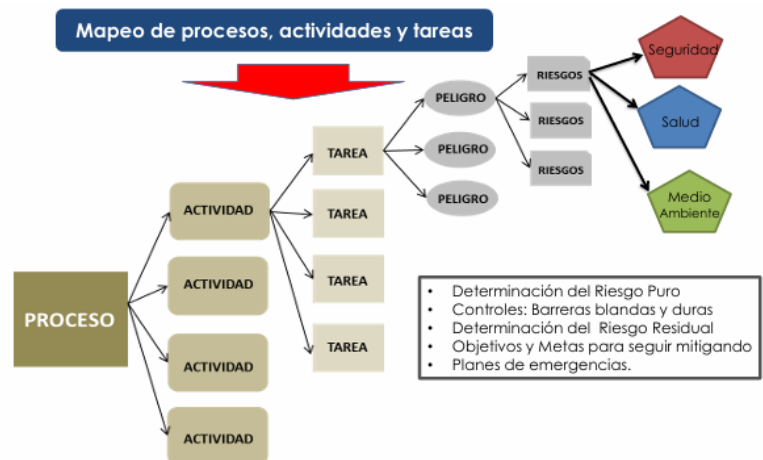 Mapeo de procesos, actividades y tareas
PROCESO
ACTIVIDAD
ACTIVIDAD
ACTIVIDAD
ACTIVIDAD
TAREA
TAREA
TAREA
TAREA
PELIGRO
PELIGRO
PELIGRO
RIESGOS
RIESGOS
RIESGOS
Seguridad
Salud
Medio
Ambiente
• Determinación del Riesgo Puro
• Controles: Barreras blandas y duras
• Determinación del Riesgo Residual
• Objetivos y Metas para seguir mitigando
• Planes de emergencias.